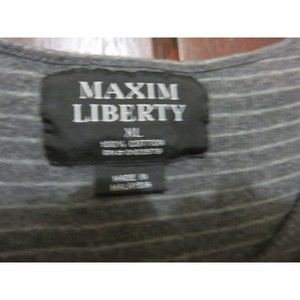 MAXIM
LIBERTY
XL
100% COTTON
MADE IN
MALAYSIA